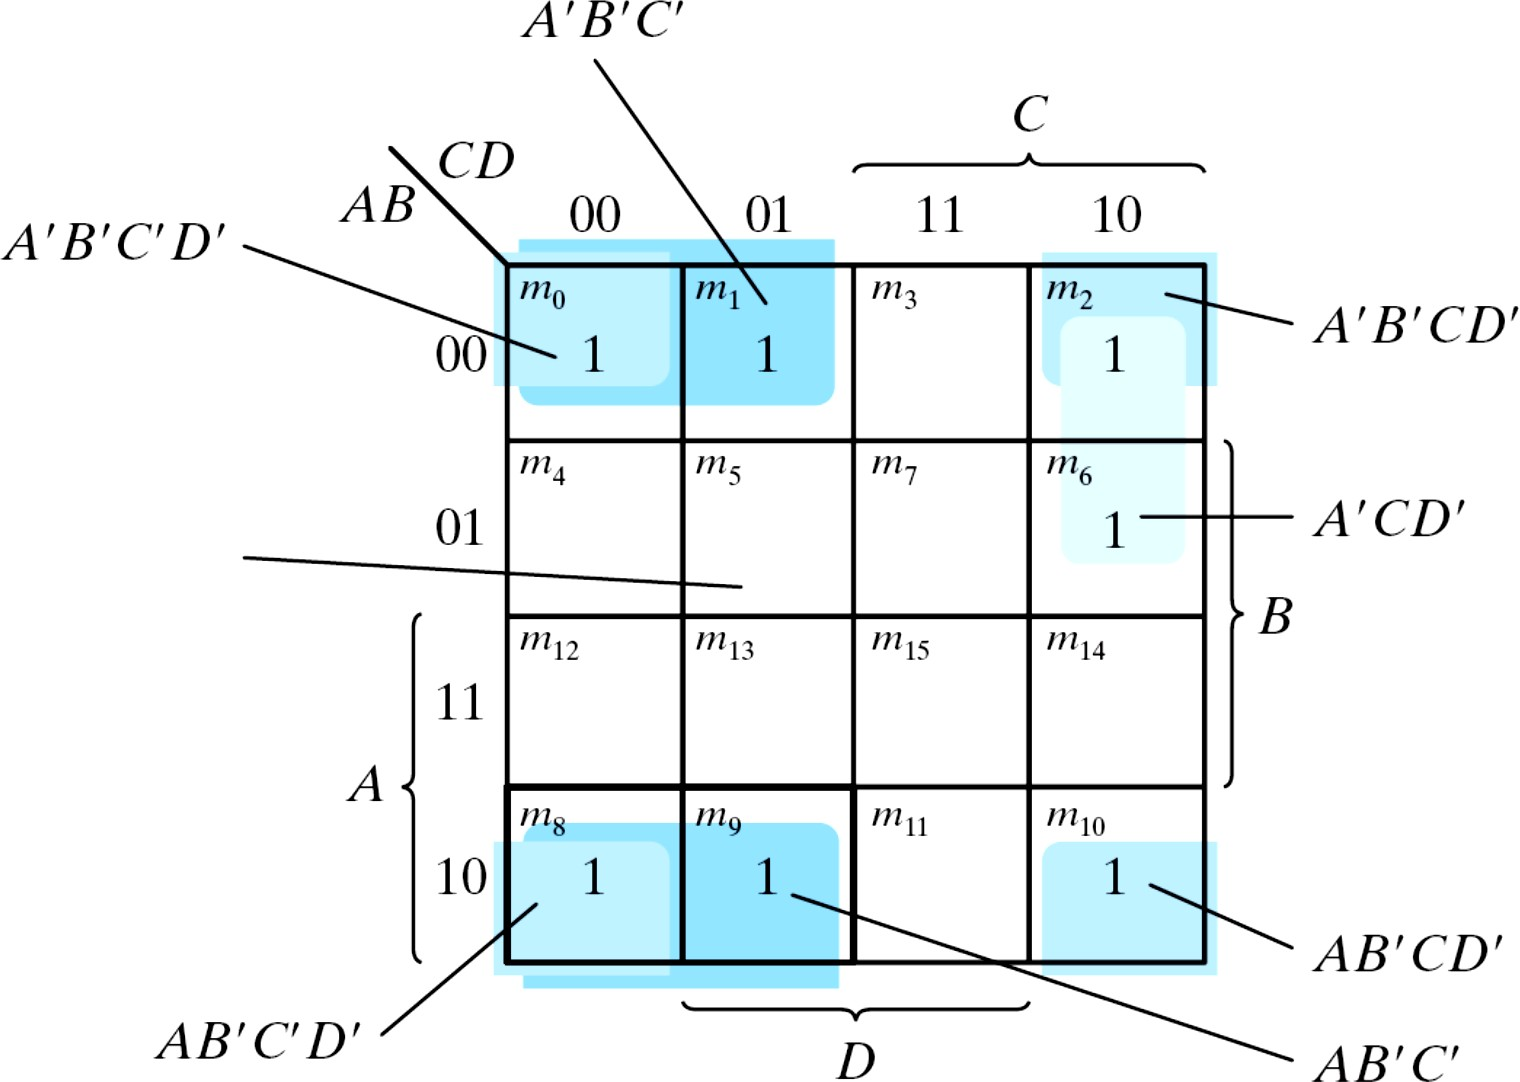 A′B′C′
C
CD
AB
00 01 11 10
A′B′C′D′
m0 m1 m3 m2
A′B′CD′
00 1 1 1
m4 m5 m7 m6
A′CD′
01 1
B
m12 m13 m15 m14
11
A
m8 m9 m11 m10
10 1 1 1
AB′CD′
AB′C′D′
D
AB′C′